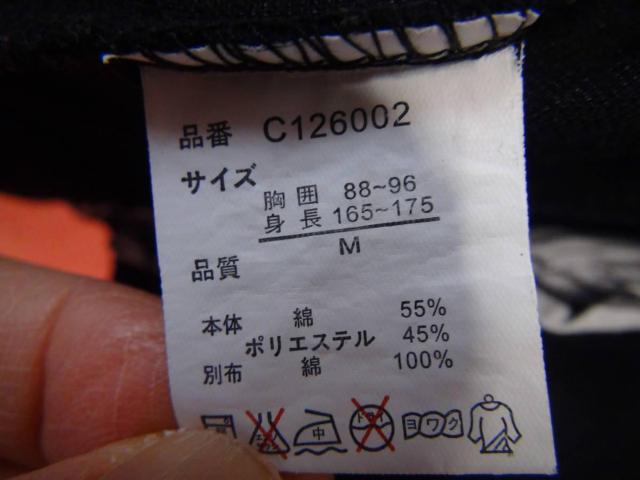 品番 C126002
サイズ
胸囲 88~96
身長 165~175
M
品質
本体 綿 55%
ポリエステル 45%
別布 綿 100%
中 ヨワク